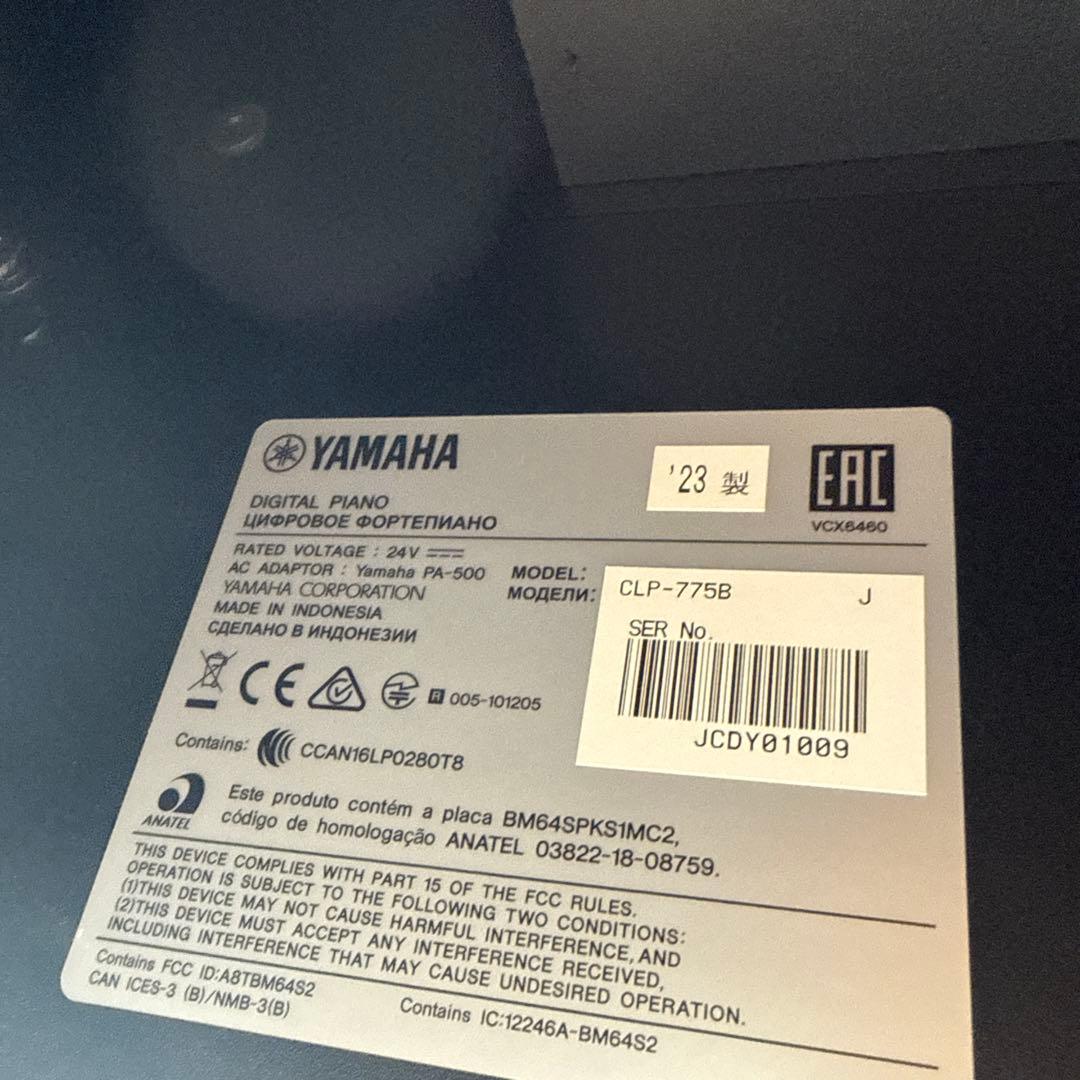 YAMAHA
'23 製
EAC
VCX6460
DIGITAL PIANO
ЦИФРОВОЕ ФОРТЕПИАНО
RATED VOLTAGE : 24V
AC ADAPTOR : Yamaha PA-500
YAMAHA CORPORATION
MADE IN INDONESIA
СДЕЛАНО В ИНДОНЕЗИИ
MODEL:
МОДЕЛИ:
CLP-775B J
SER No.
JCDY01009
CE
R 005-101205
Contains: CCAN16LP0280T8
ANATEL
Este produto contém a placa BM64SPKS1MC2,
código de homologação ANATEL 03822-18-08759.
THIS DEVICE COMPLIES WITH PART 15 OF THE FCC RULES.
OPERATION IS SUBJECT TO THE FOLLOWING TWO CONDITIONS:
(1)THIS DEVICE MAY NOT CAUSE HARMFUL INTERFERENCE, AND
(2)THIS DEVICE MUST ACCEPT ANY INTERFERENCE RECEIVED,
INCLUDING INTERFERENCE THAT MAY CAUSE UNDESIRED OPERATION.
Contains FCC ID:A8TBM64S2
CAN ICES-3 (B)/NMB-3(B)
Contains IC:12246A-BM64S2